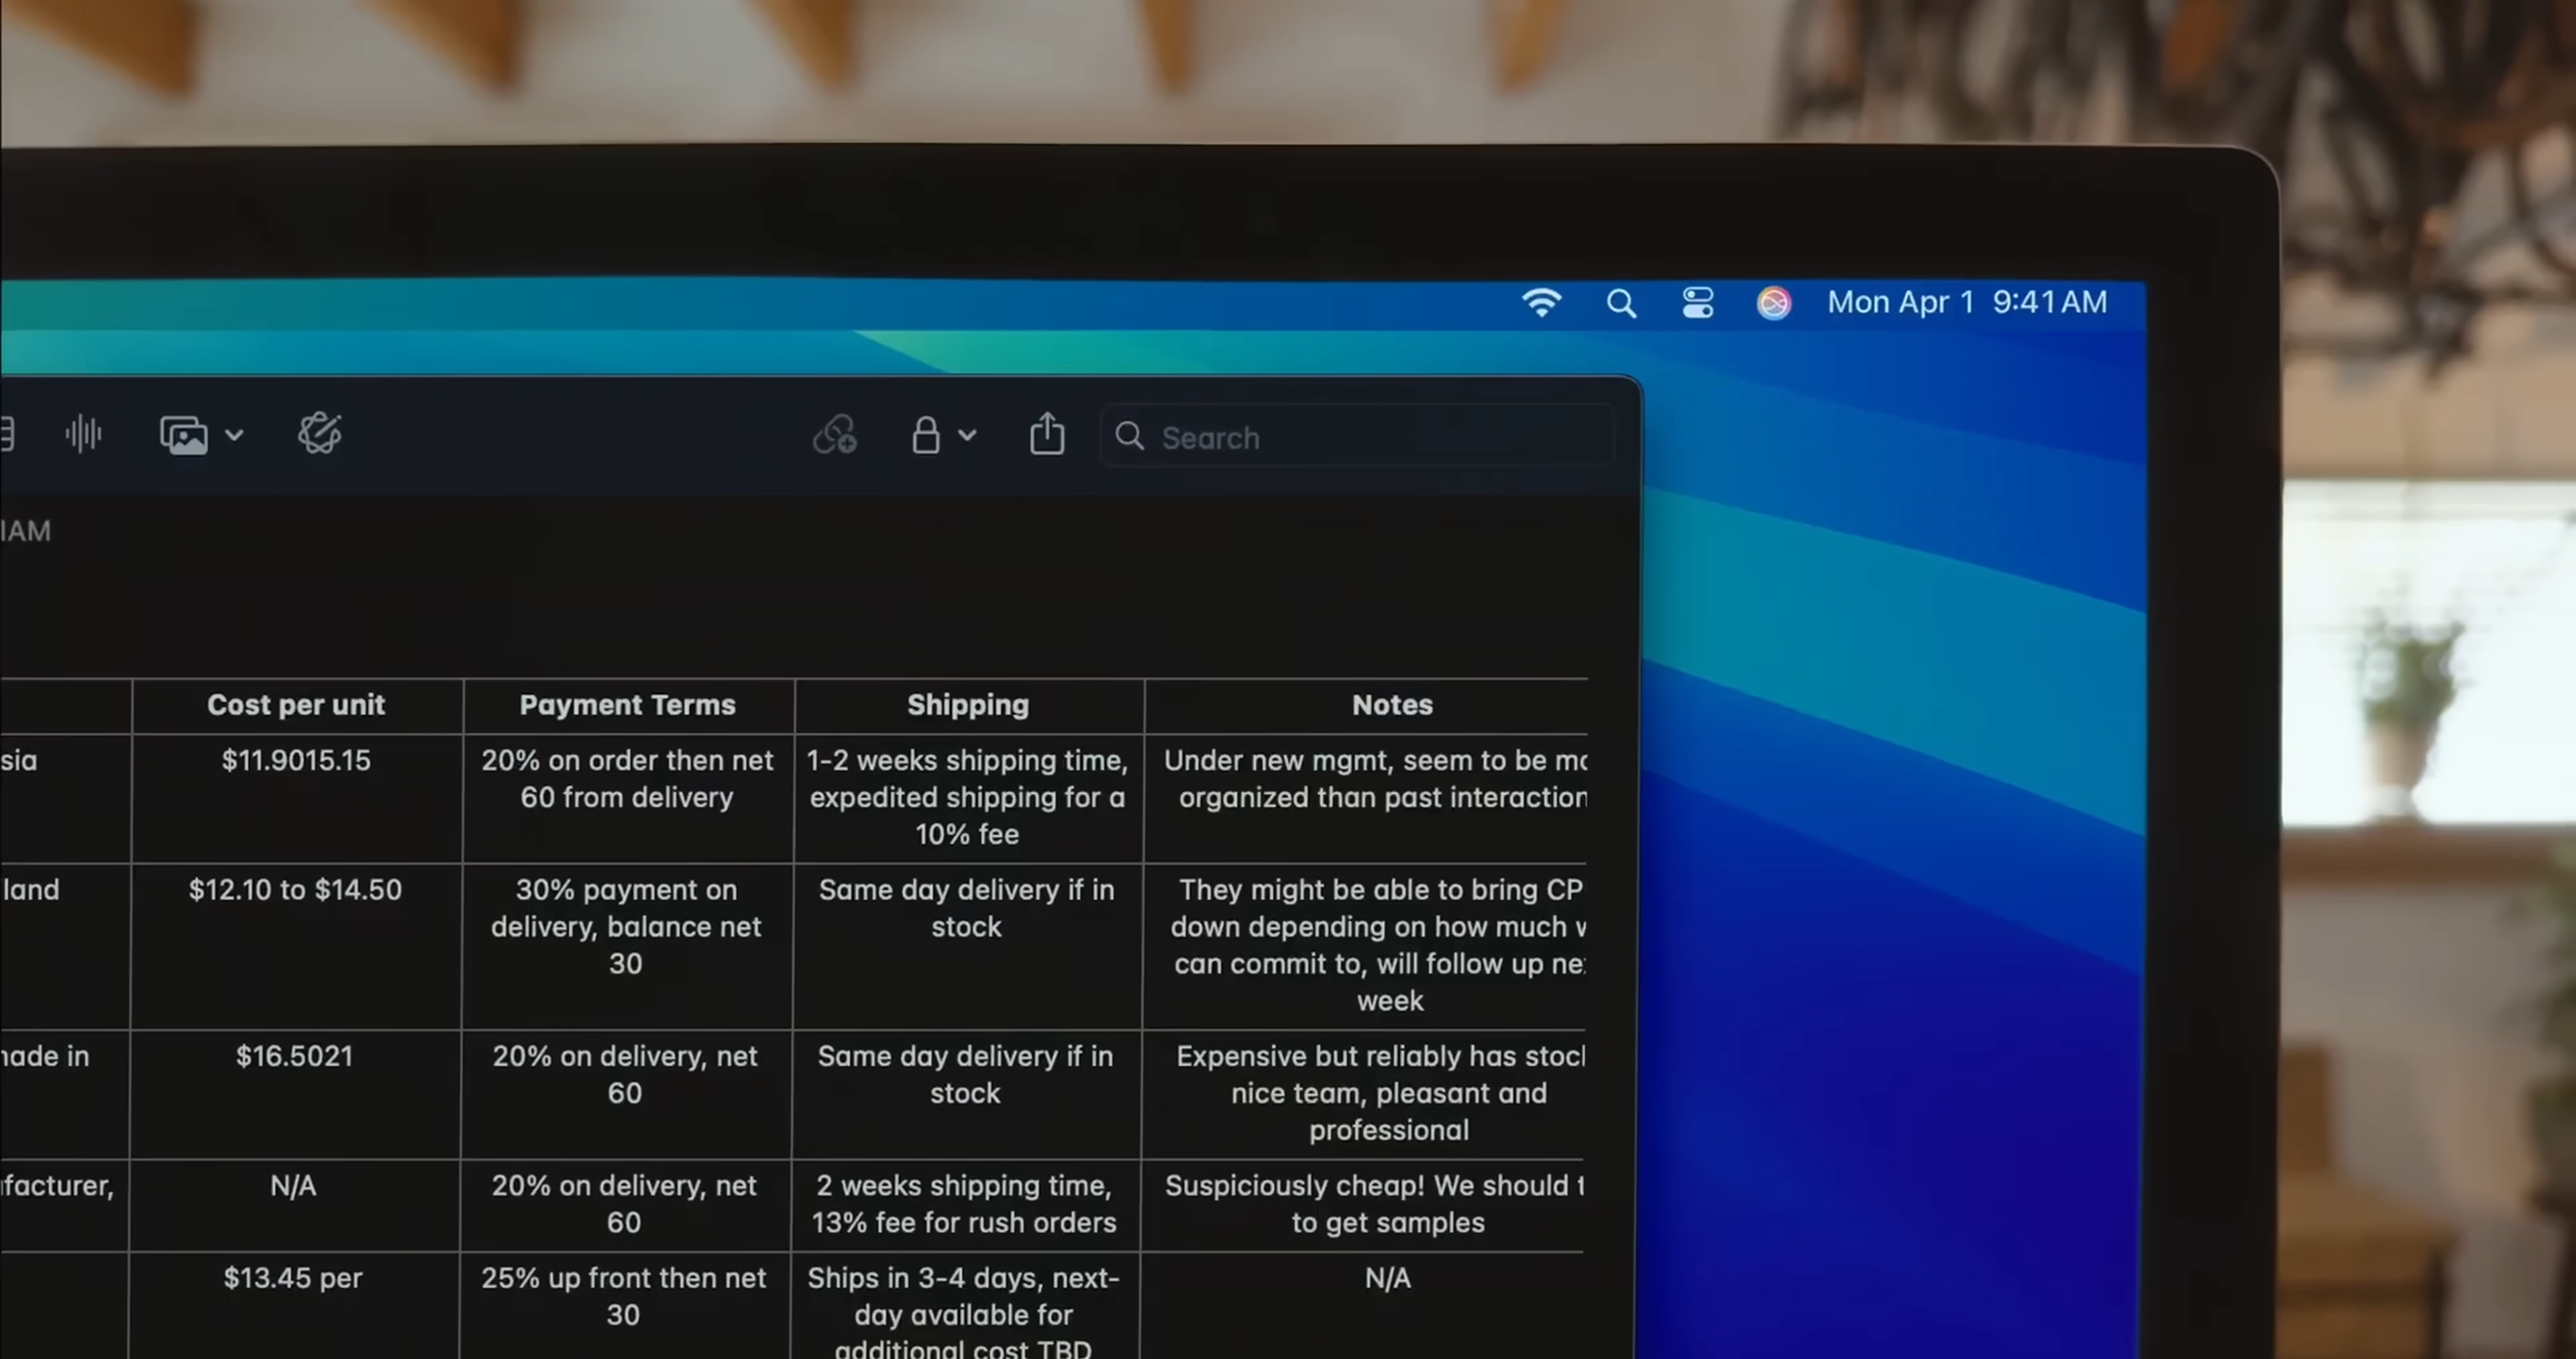 Mon Apr 1 9:41 AM
Search
Cost per unit
Payment Terms
Shipping
Notes
$11.9015.15
20% on order then net
60 from delivery
1-2 weeks shipping time,
expedited shipping for a
10% fee
Under new mgmt, seem to be
organized than past interaction
$12.10 to $14.50
30% payment on
delivery, balance net
30
Same day delivery if in
stock
They might be able to bring CP
down depending on how much
can commit to, will follow up
week
made in
$16.5021
20% on delivery, net
60
Same day delivery if in
stock
Expensive but reliably has stock
nice team, pleasant and
professional
facturer,
N/A
20% on delivery, net
60
2 weeks shipping time,
13% fee for rush orders
Suspiciously cheap! We should
to get samples
$13.45 per
25% up front then net
30
Ships in 3-4 days, next-
day available for
additional cost TBD
N/A